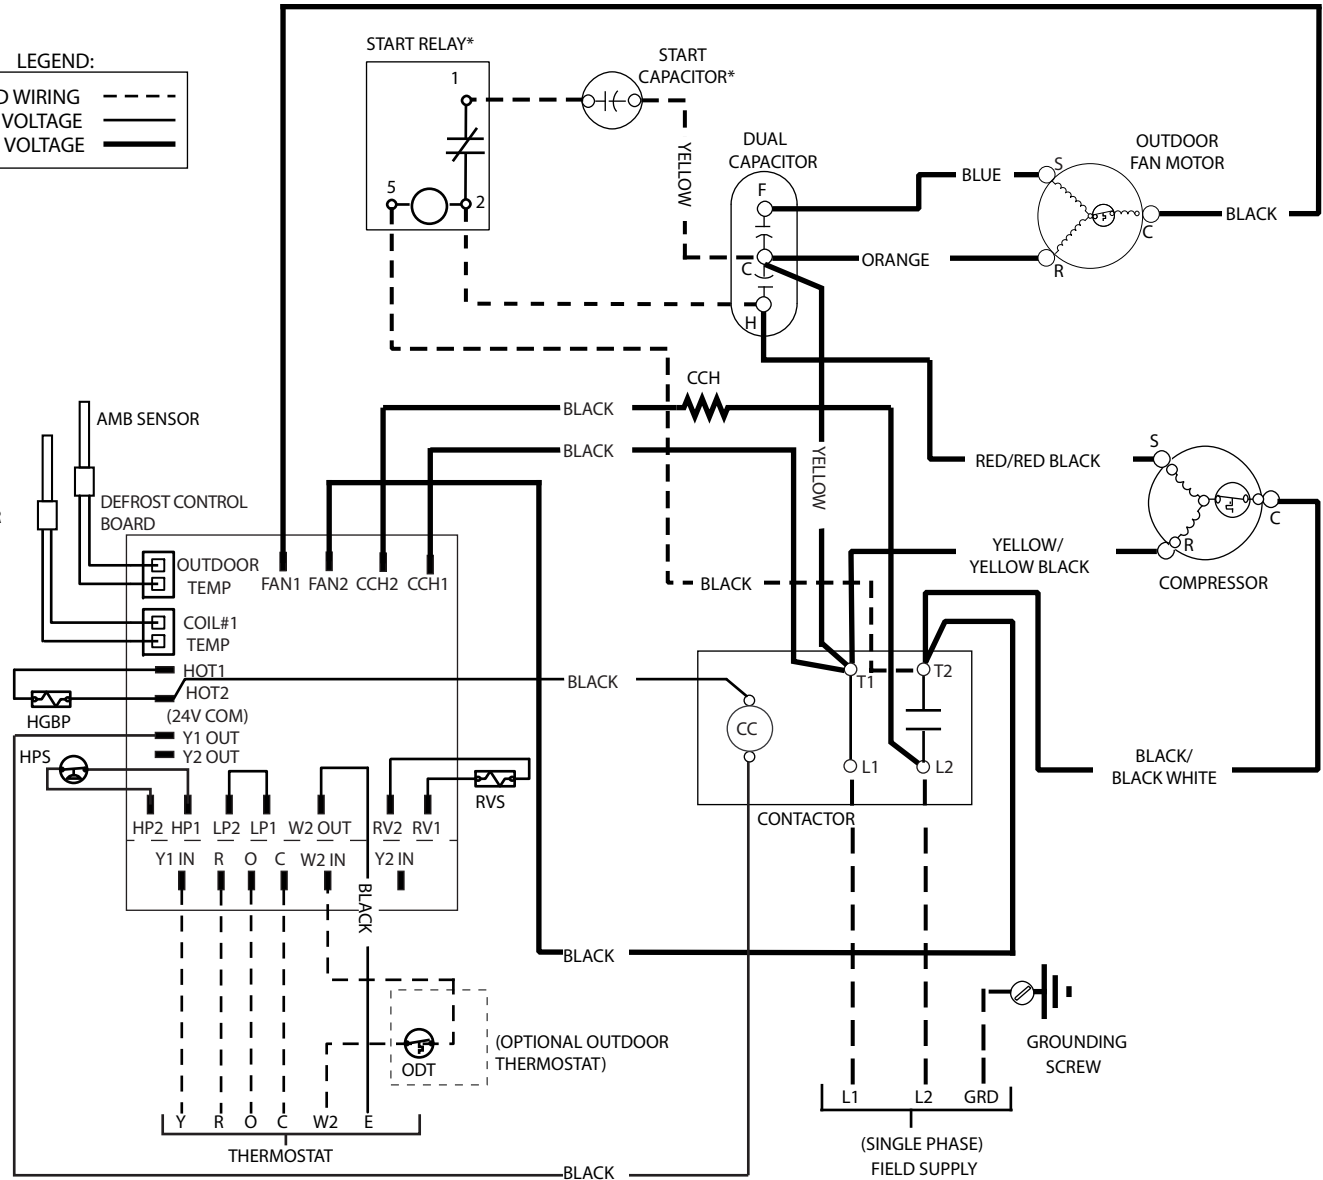 LEGEND:
D WIRING
VOLTAGE
VOLTAGE
START RELAY*
1
5
2
START
CAPACITOR*
YELLOW
DUAL
CAPACITOR
F
C
H
BLUE
ORANGE
OUTDOOR
FAN MOTOR
S
R
C
BLACK
CCH
BLACK
BLACK
YELLOW
RED/RED BLACK
YELLOW/
YELLOW BLACK
S
R
C
COMPRESSOR
AMB SENSOR
R
DEFROST CONTROL
BOARD
OUTDOOR
TEMP
FAN1 FAN2 CCH2 CCH1
COIL#1
TEMP
BLACK
HOT1
HOT2
(24V COM)
HGBP
Y1 OUT
Y2 OUT
HPS
BLACK
CC
T1
T2
L1
L2
CONTACTOR
BLACK/
BLACK WHITE
RVS
HP2 HP1 LP2 LP1 W2 OUT RV2 RV1
Y1 IN R O C W2 IN Y2 IN
BLACK
BLACK
(OPTIONAL OUTDOOR
THERMOSTAT)
ODT
GROUNDING
SCREW
Y R O C W2 E
THERMOSTAT
L1 L2 GRD
(SINGLE PHASE)
FIELD SUPPLY
BLACK